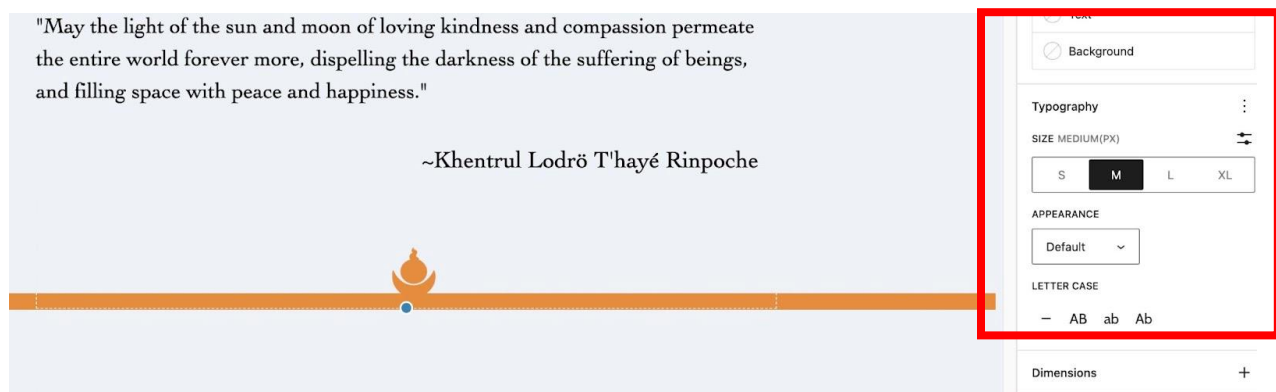 "May the light of the sun and moon of loving kindness and compassion permeate
the entire world forever more, dispelling the darkness of the suffering of beings,
and filling space with peace and happiness."
~Khentrul Lodrö T'hayé Rinpoche
Text
Background
Typography
SIZE MEDIUM(PX)
S M L XL
APPEARANCE
Default
LETTER CASE
— AB ab Ab
Dimensions +